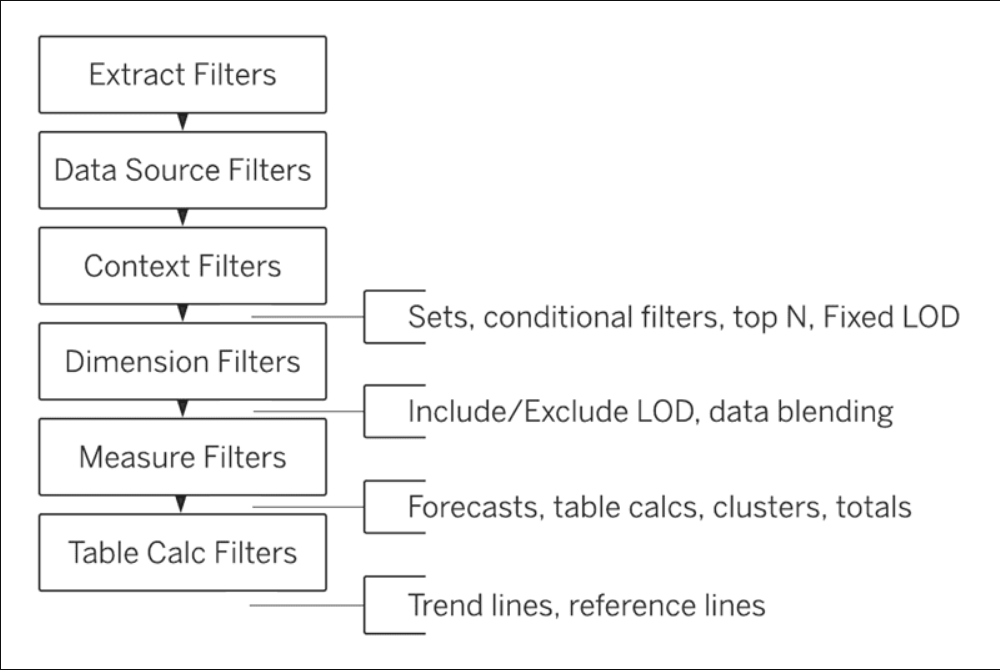 Extract Filters
Data Source Filters
Context Filters
Sets, conditional filters, top N, Fixed LOD
Dimension Filters
Include/Exclude LOD, data blending
Measure Filters
Forecasts, table calcs, clusters, totals
Table Calc Filters
Trend lines, reference lines